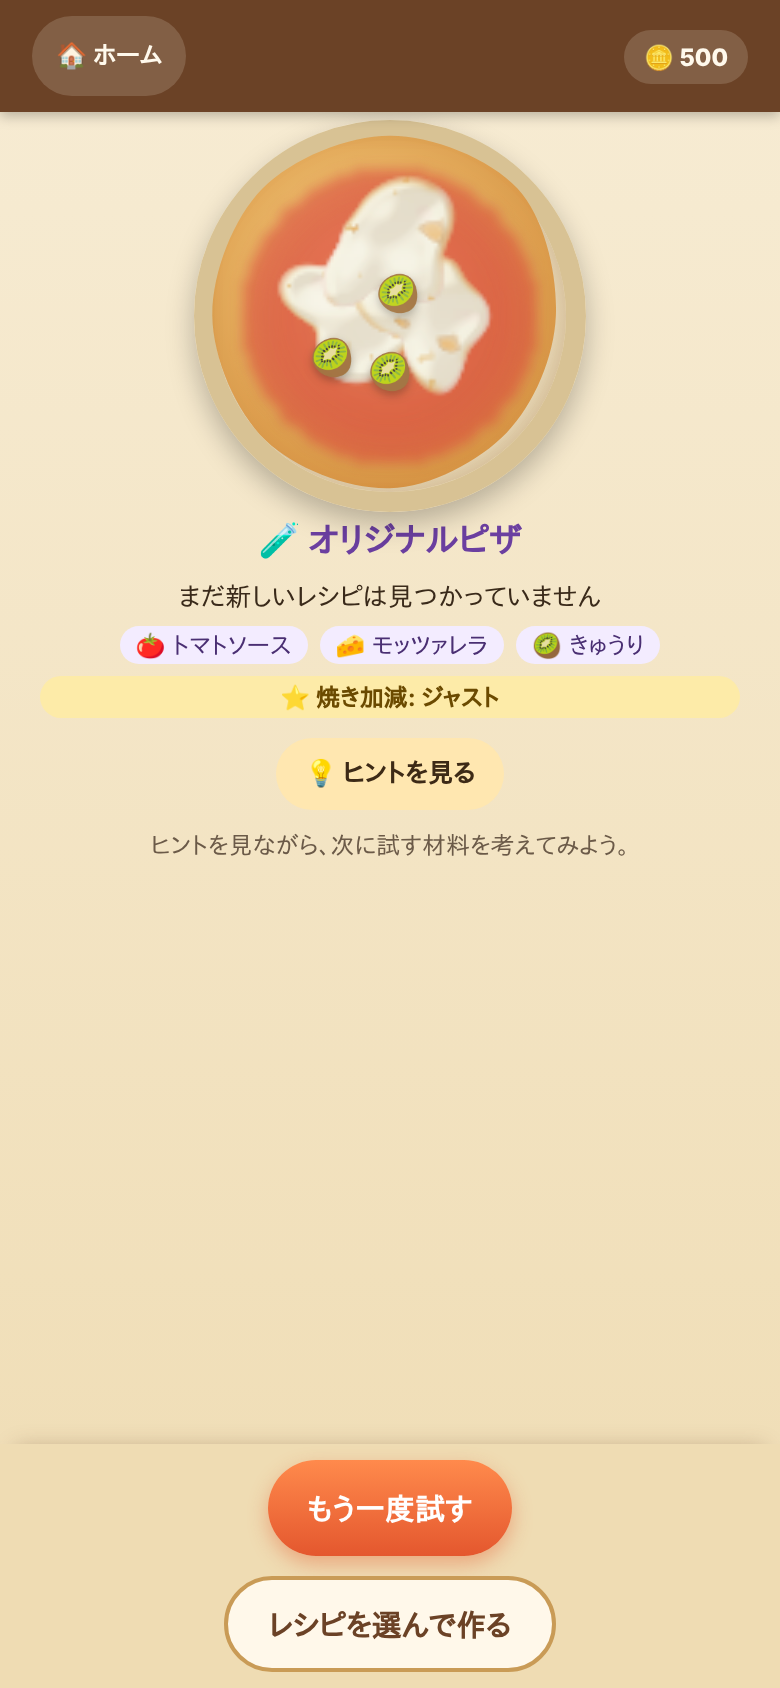 🏠 ホーム
🪙 500
🧪 オリジナルピザ
まだ新しいレシピは見つかっていません
🍅 トマトソース
🧀 モッツァレラ
🥝 きゅうり
⭐ 焼き加減: ジャスト
💡 ヒントを見る
ヒントを見ながら、次に試す材料を考えてみよう。
もう一度試す
レシピを選んで作る